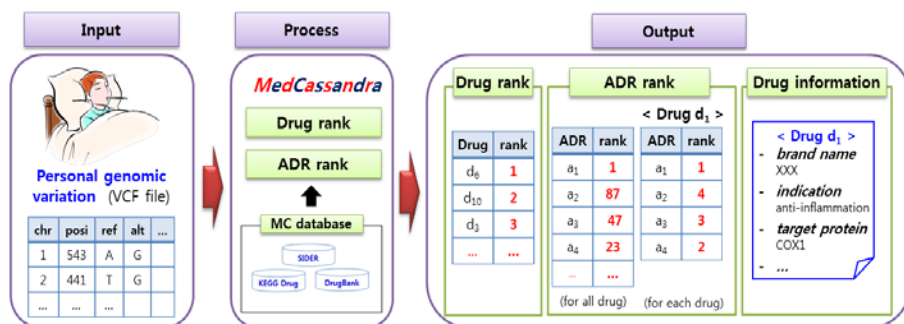 Input
Personal genomic
variation (VCF file)
chr posi ref alt ...
1 543 A G
2 441 T G
... ... ...
Process
MedCassandra
Drug rank
ADR rank
MC database
SIDER
KEGG Drug DrugBank
Output
Drug rank
Drug rank
d6 1
d10 2
d3 3
... ...
ADR rank
< Drug d1 >
ADR rank
a1 1
a2 87
a3 47
a4 23
... ...
(for all drug)
ADR rank
a1 1
a2 4
a3 3
a4 2
(for each drug)
Drug information
< Drug d1 >
- brand name
XXX
- indication
anti-inflammation
- target protein
COX1
- ...